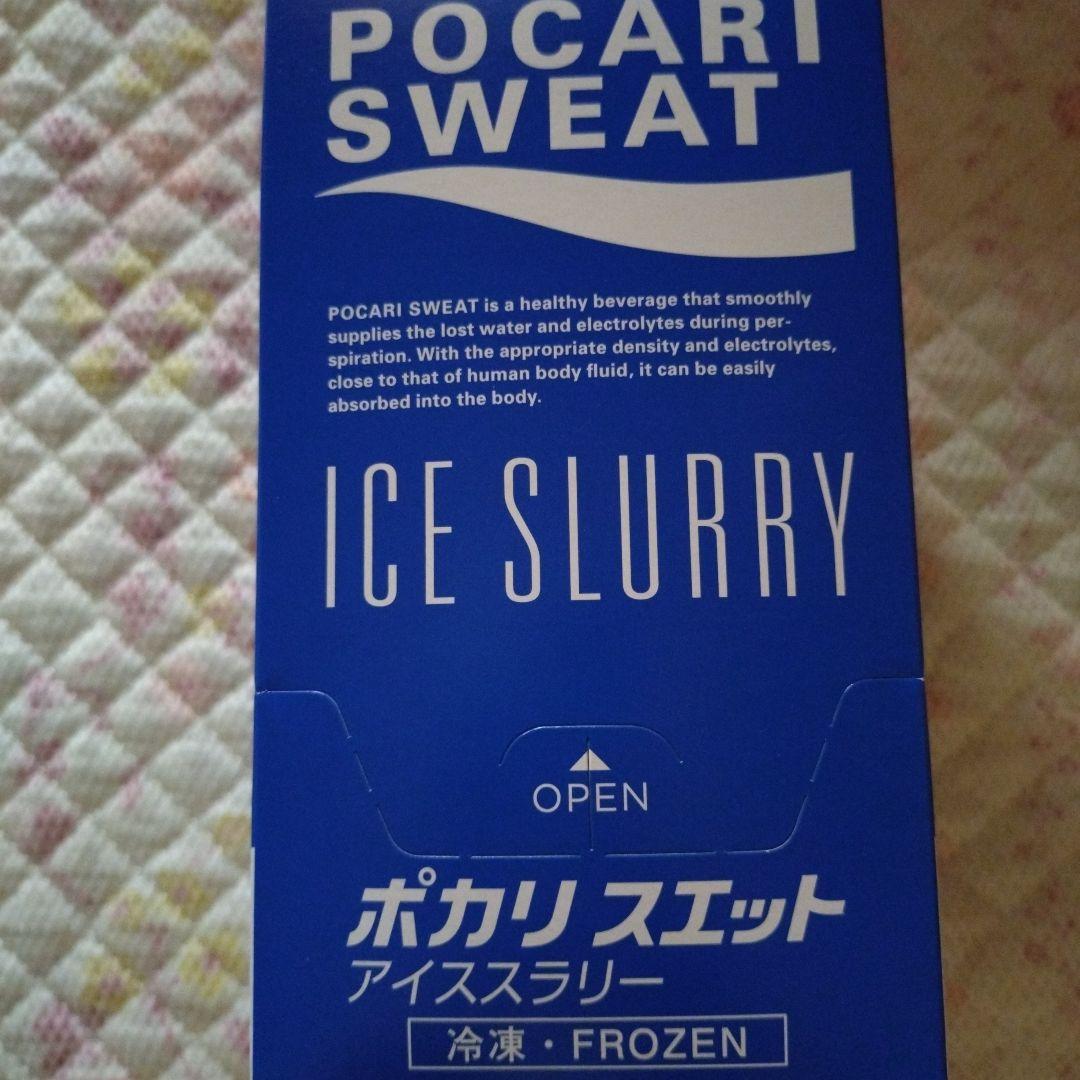 POCARI
SWEAT
POCARI SWEAT is a healthy beverage that smoothly
supplies the lost water and electrolytes during per-
spiration. With the appropriate density and electrolytes,
close to that of human body fluid, it can be easily
absorbed into the body.
ICE SLURRY
OPEN
ポカリ スエット
アイススラリー
冷凍・FROZEN